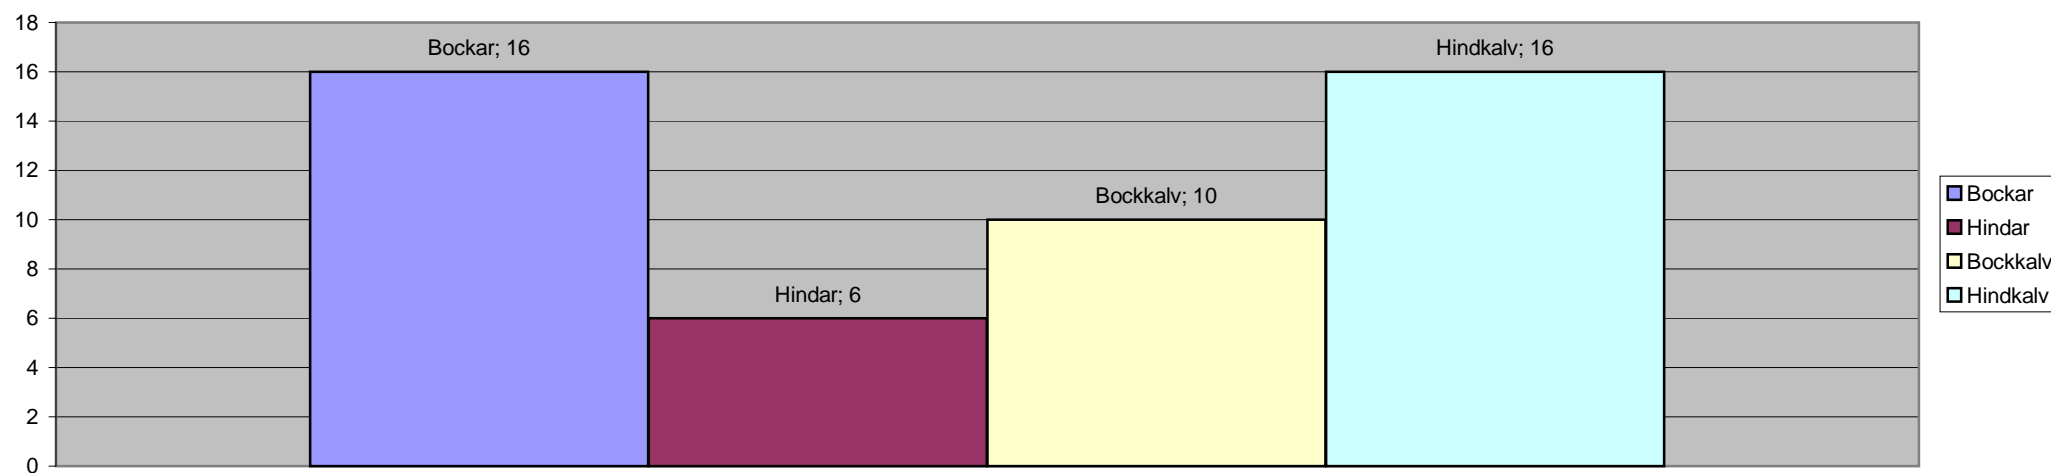 18
16
14
12
10
8
6
4
2
0
Bockar; 16
Hindar; 6
Bockkalv; 10
Hindkalv; 16
Bockar
Hindar
Bockkalv
Hindkalv